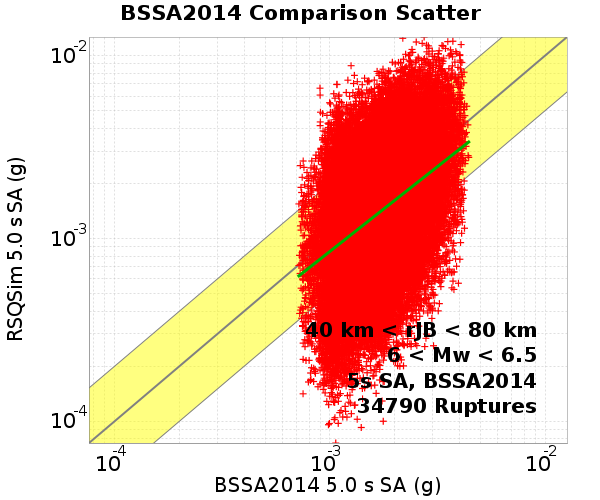 BSSA2014 Comparison Scatter
RSQSim 5.0 s SA (g)
10^-2
10^-3
10^-4
40 km < rJB < 80 km
6 < Mw < 6.5
5s SA, BSSA2014
34790 Ruptures
10^-4 10^-3 10^-2
BSSA2014 5.0 s SA (g)